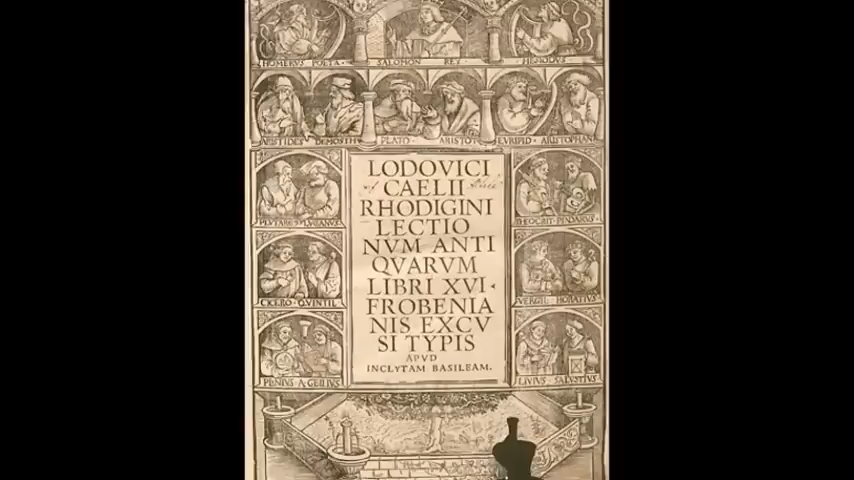 HOMERVS POETA
SALOMON REX
HESIODVS
ARISTIDES DEMOSTH
PLATO ARISTOT
EVRIPID ARISTOPHAN
PLVTARC LVCIANVS
THEOCRIT PINDARVS
LODOVICI
CAELII
RHODIGINI
LECTIO
NVM ANTI
QVARVM
LIBRI XVI
FROBENIA
NIS EXCV
SI TYPIS
APVD
INCLYTAM BASILEAM.
CICERO QVINTIL
VERGIL HORATIVS
PLINIVS A GELLIVS
LIVIVS SALVSTIVS